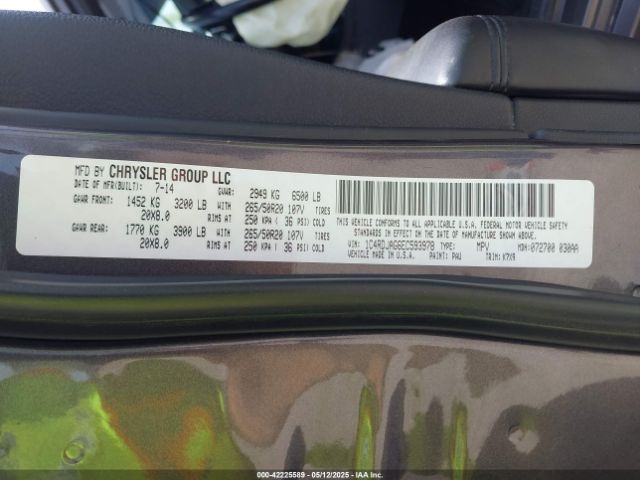 MFD BY CHRYSLER GROUP LLC
DATE OF MFR(BUILT): 7-14 GVWR: 2949 KG 6500 LB
GAWR FRONT: 1452 KG 3200 LB WITH 265/50R20 107V TIRES
20X8.0 RIMS AT 250 KPA ( 36 PSI) COLD
GAWR REAR: 1770 KG 3900 LB WITH 265/50R20 107V TIRES
20X8.0 RIMS AT 250 KPA ( 36 PSI) COLD
THIS VEHICLE CONFORMS TO ALL APPLICABLE U.S.A. FEDERAL MOTOR VEHICLE SAFETY
STANDARDS IN EFFECT ON THE DATE OF MANUFACTURE SHOWN ABOVE.
VIN: 1C4RDJAG6EC593978 TYPE: MPV MDH: 072700 030AA
VEHICLE MADE IN U.S.A. PAINT: PAU TRIM: K7X9
000-42225589 - 05/12/2025 - IAAI.COM